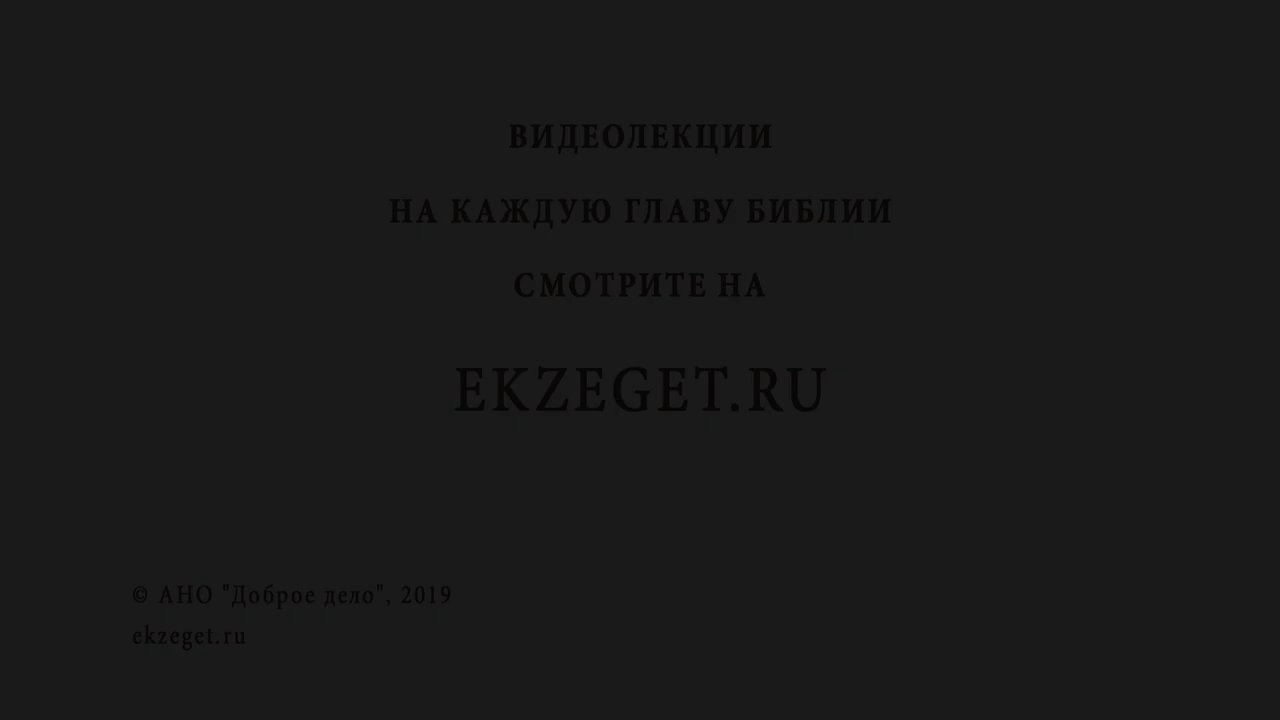 ВИДЕОЛЕКЦИИ
НА КАЖДУЮ ГЛАВУ БИБЛИИ
СМОТРИТЕ НА
EKZEGET.RU
© АНО "Доброе дело", 2019
ekzeget.ru